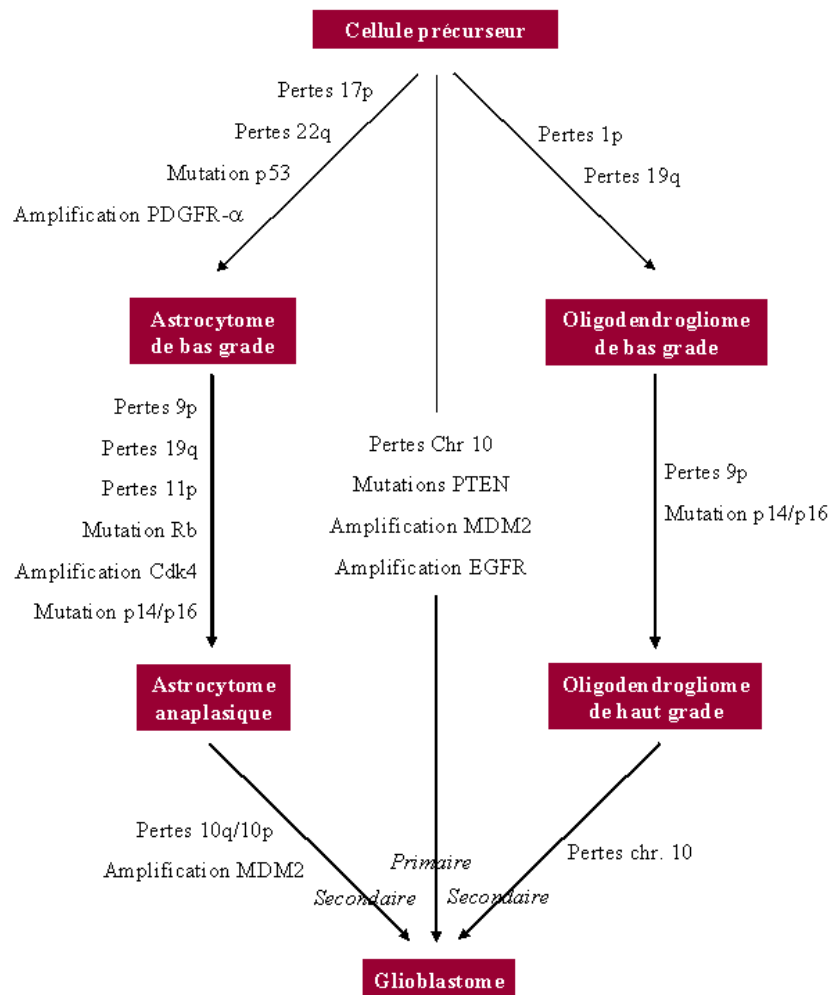 Cellule précurseur
Pertes 17p
Pertes 22q
Mutation p53
Amplification PDGFR-α
Pertes 1p
Pertes 19q
Astrocytome
de bas grade
Oligodendrogliome
de bas grade
Pertes 9p
Pertes 19q
Pertes 11p
Mutation Rb
Amplification Cdk4
Mutation p14/p16
Pertes Chr 10
Mutations PTEN
Amplification MDM2
Amplification EGFR
Pertes 9p
Mutation p14/p16
Astrocytome
anaplasique
Oligodendrogliome
de haut grade
Pertes 10q/10p
Amplification MDM2
Primaire
Secondaire
Secondaire
Pertes chr. 10
Glioblastome